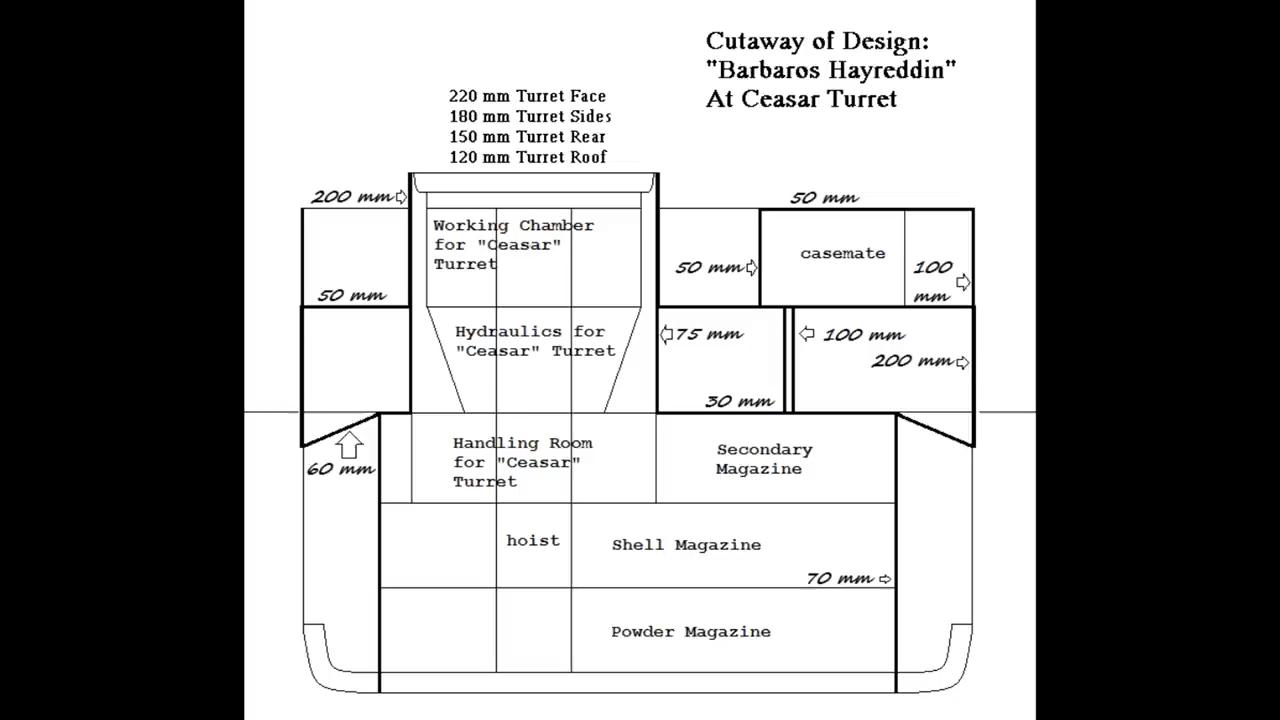 Cutaway of Design:
"Barbaros Hayreddin"
At Ceasar Turret
220 mm Turret Face
180 mm Turret Sides
150 mm Turret Rear
120 mm Turret Roof
200 mm
50 mm
Working Chamber
for "Ceasar"
Turret
50 mm
casemate
100
mm
50 mm
Hydraulics for
"Ceasar" Turret
75 mm
100 mm
200 mm
30 mm
60 mm
Handling Room
for "Ceasar"
Turret
Secondary
Magazine
hoist
Shell Magazine
70 mm
Powder Magazine